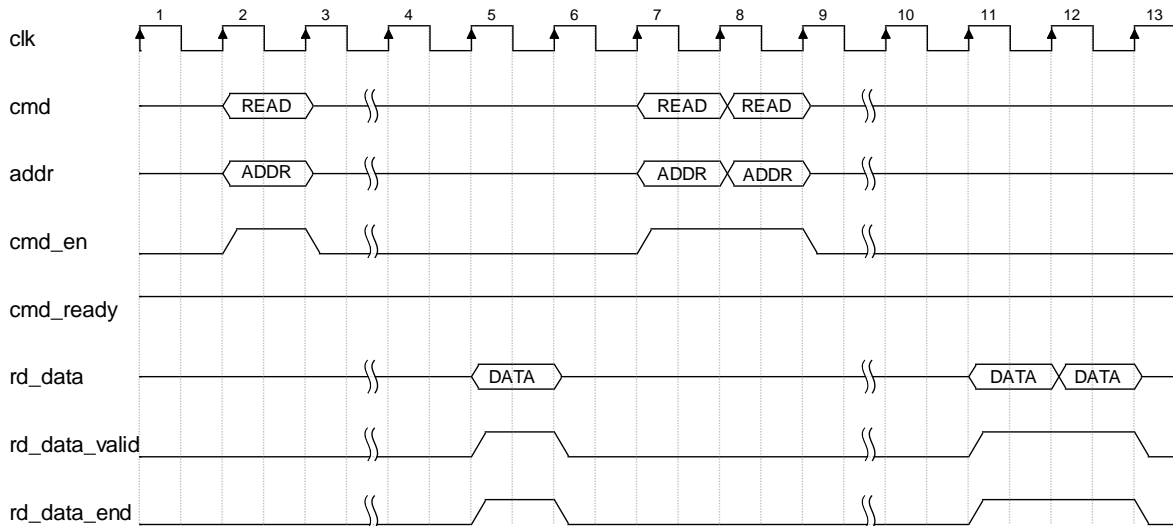 1 2 3 4 5 6 7 8 9 10 11 12 13
clk
cmd READ READ READ
addr ADDR ADDR ADDR
cmd_en
cmd_ready
rd_data DATA DATA DATA
rd_data_valid
rd_data_end